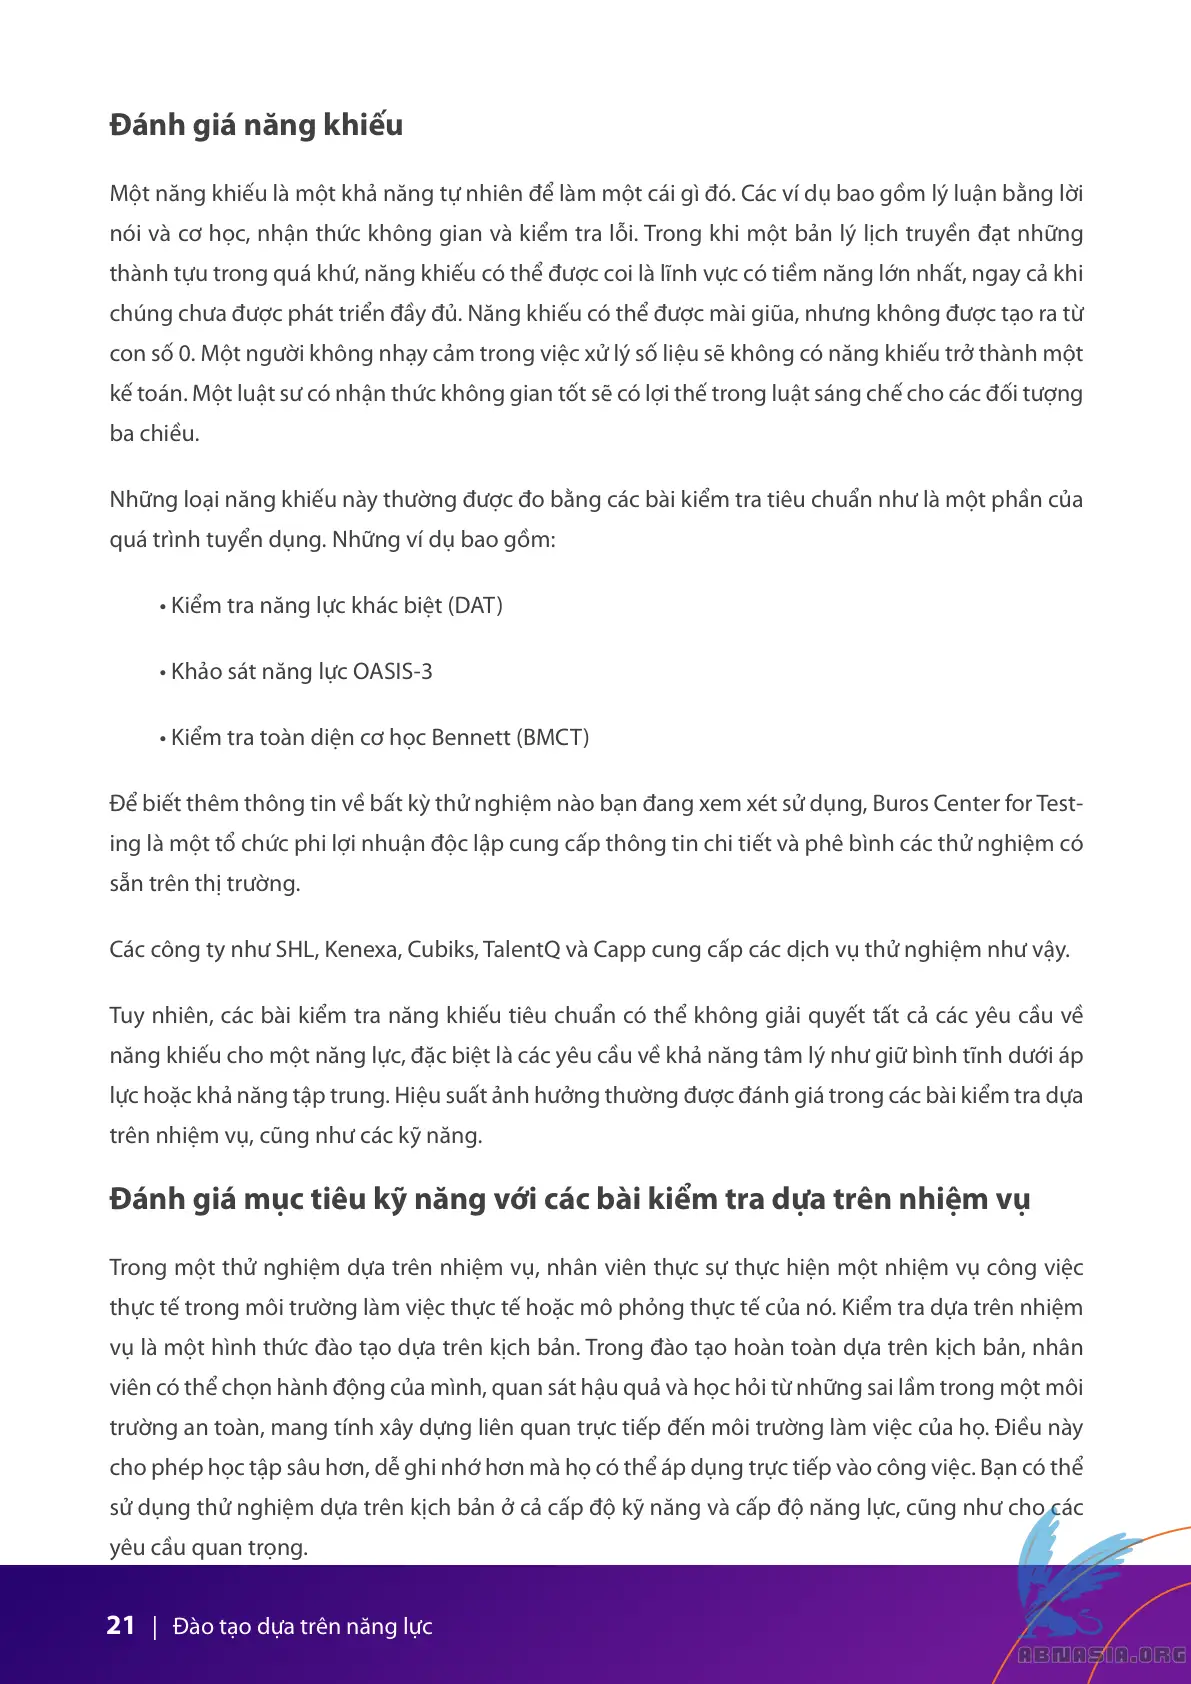 Đánh giá năng khiếu
Một năng khiếu là một khả năng tự nhiên để làm một cái gì đó. Các ví dụ bao gồm lý luận bằng lời
nói và cơ học, nhận thức không gian và kiểm tra lỗi. Trong khi một bản lý lịch truyền đạt những
thành tựu trong quá khứ, năng khiếu có thể được coi là lĩnh vực có tiềm năng lớn nhất, ngay cả khi
chúng chưa được phát triển đầy đủ. Năng khiếu có thể được mài giũa, nhưng không được tạo ra từ
con số 0. Một người không nhạy cảm trong việc xử lý số liệu sẽ không có năng khiếu trở thành một
kế toán. Một luật sư có nhận thức không gian tốt sẽ có lợi thế trong luật sáng chế cho các đối tượng
ba chiều.
Những loại năng khiếu này thường được đo bằng các bài kiểm tra tiêu chuẩn như là một phần của
quá trình tuyển dụng. Những ví dụ bao gồm:
• Kiểm tra năng lực khác biệt (DAT)
• Khảo sát năng lực OASIS-3
• Kiểm tra toàn diện cơ học Bennett (BMCT)
Để biết thêm thông tin về bất kỳ thử nghiệm nào bạn đang xem xét sử dụng, Buros Center for Test-
ing là một tổ chức phi lợi nhuận độc lập cung cấp thông tin chi tiết và phê bình các thử nghiệm có
sẵn trên thị trường.
Các công ty như SHL, Kenexa, Cubiks, TalentQ và Capp cung cấp các dịch vụ thử nghiệm như vậy.
Tuy nhiên, các bài kiểm tra năng khiếu tiêu chuẩn có thể không giải quyết tất cả các yêu cầu về
năng khiếu cho một năng lực, đặc biệt là các yêu cầu về khả năng tâm lý như giữ bình tĩnh dưới áp
lực hoặc khả năng tập trung. Hiệu suất ảnh hưởng thường được đánh giá trong các bài kiểm tra dựa
trên nhiệm vụ, cũng như các kỹ năng.
Đánh giá mục tiêu kỹ năng với các bài kiểm tra dựa trên nhiệm vụ
Trong một thử nghiệm dựa trên nhiệm vụ, nhân viên thực sự thực hiện một nhiệm vụ công việc
thực tế trong môi trường làm việc thực tế hoặc mô phỏng thực tế của nó. Kiểm tra dựa trên nhiệm
vụ là một hình thức đào tạo dựa trên kịch bản. Trong đào tạo hoàn toàn dựa trên kịch bản, nhân
viên có thể chọn hành động của mình, quan sát hậu quả và học hỏi từ những sai lầm trong một môi
trường an toàn, mang tính xây dựng liên quan trực tiếp đến môi trường làm việc của họ. Điều này
cho phép học tập sâu hơn, dễ ghi nhớ hơn mà họ có thể áp dụng trực tiếp vào công việc. Bạn có thể
sử dụng thử nghiệm dựa trên kịch bản ở cả cấp độ kỹ năng và cấp độ năng lực, cũng như cho các
yêu cầu quan trọng.
21 | Đào tạo dựa trên năng lực
ABNASIA.ORG